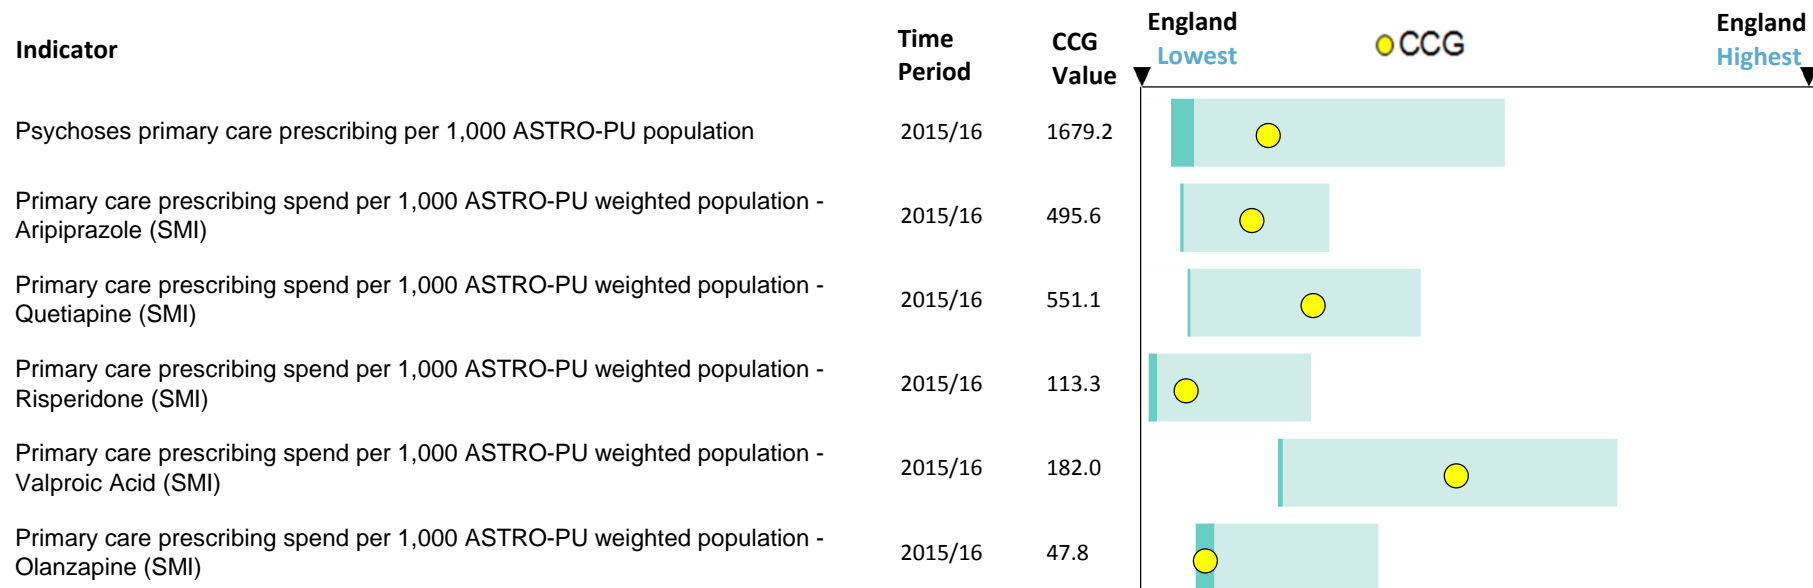 Indicator
Time
Period
CCG
Value
England
Lowest
CCG
England
Highest
Psychoses primary care prescribing per 1,000 ASTRO-PU population
2015/16
1679.2
Primary care prescribing spend per 1,000 ASTRO-PU weighted population -
Aripiprazole (SMI)
2015/16
495.6
Primary care prescribing spend per 1,000 ASTRO-PU weighted population -
Quetiapine (SMI)
2015/16
551.1
Primary care prescribing spend per 1,000 ASTRO-PU weighted population -
Risperidone (SMI)
2015/16
113.3
Primary care prescribing spend per 1,000 ASTRO-PU weighted population -
Valproic Acid (SMI)
2015/16
182.0
Primary care prescribing spend per 1,000 ASTRO-PU weighted population -
Olanzapine (SMI)
2015/16
47.8